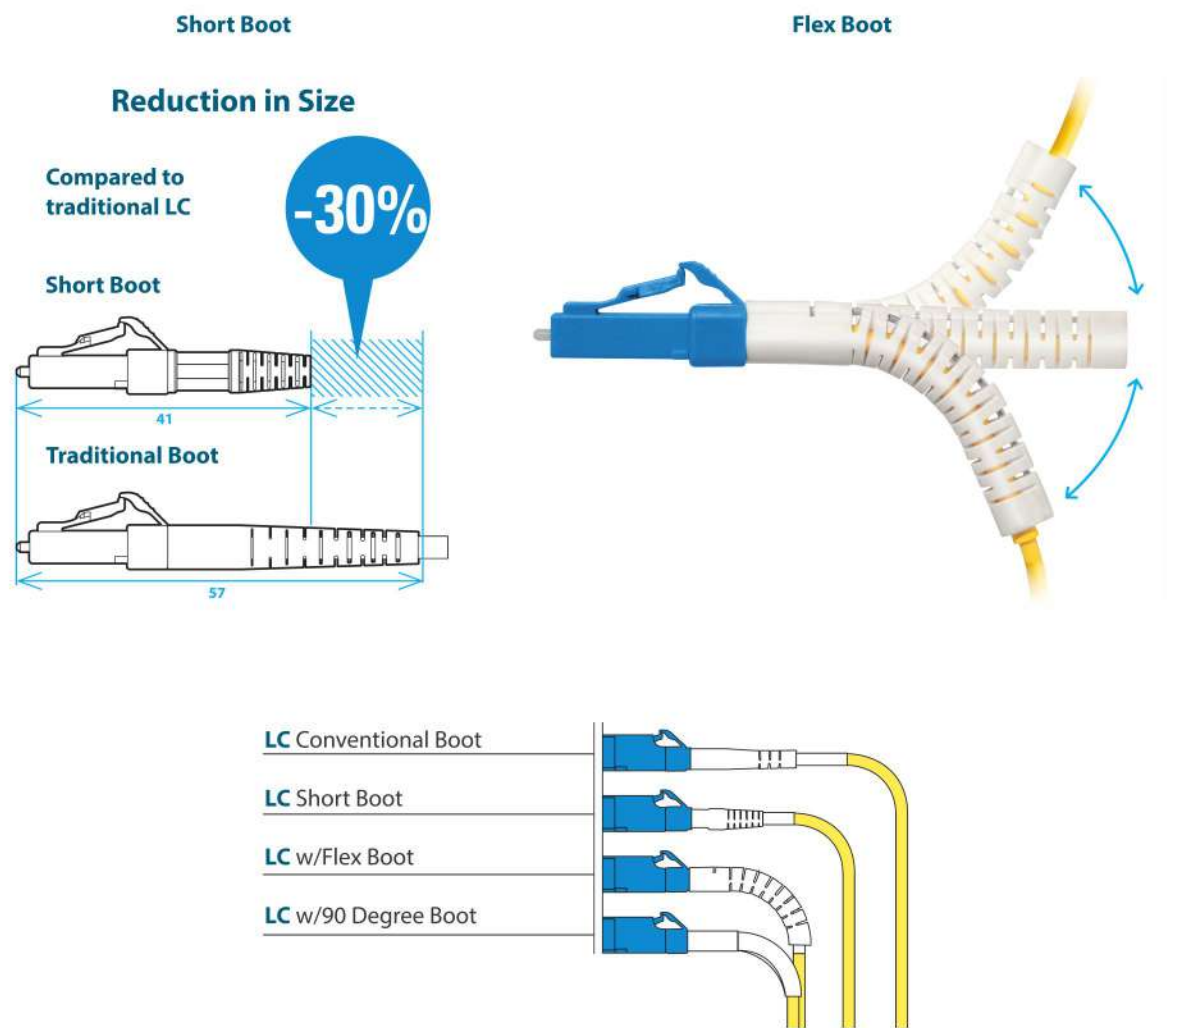 Short Boot
Flex Boot
Reduction in Size
Compared to
traditional LC
-30%
Short Boot
41
Traditional Boot
57
LC Conventional Boot
LC Short Boot
LC w/Flex Boot
LC w/90 Degree Boot